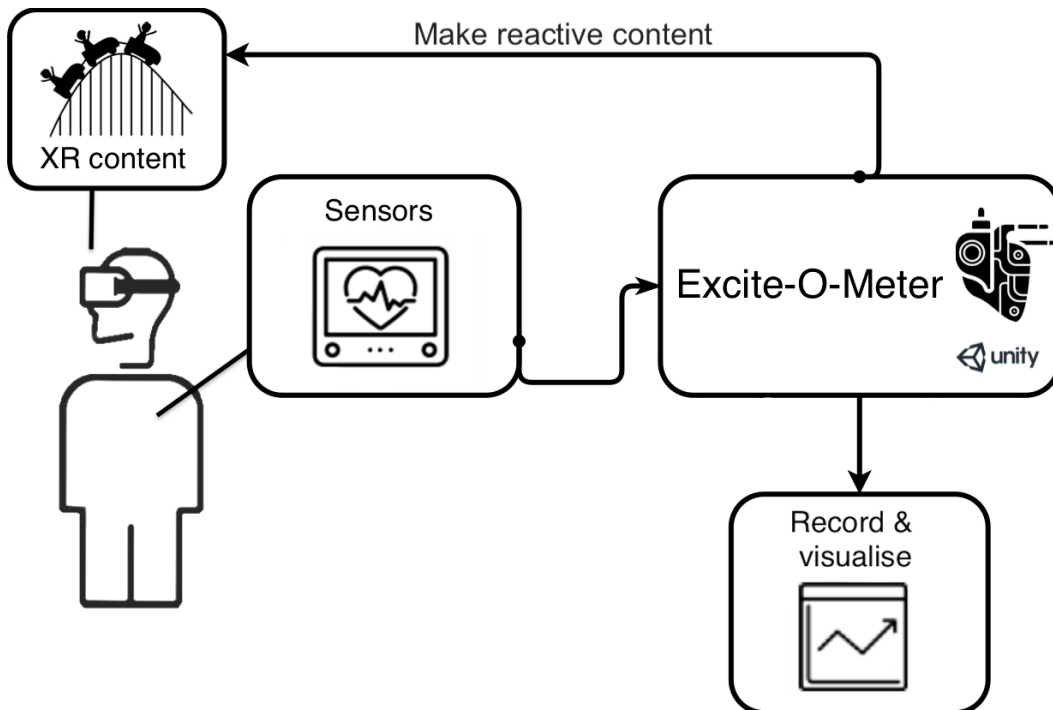 Make reactive content
XR content
Sensors
Excite-O-Meter
unity
Record &
visualise